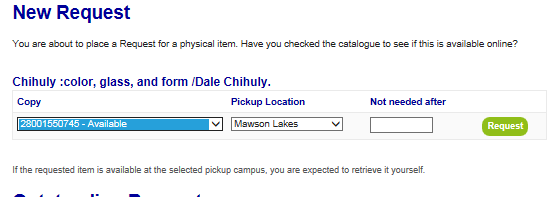 New Request
You are about to place a Request for a physical item. Have you checked the catalogue to see if this is available online?
Chihuly :color, glass, and form /Dale Chihuly.
Copy Pickup Location Not needed after
28001550745 - Available Mawson Lakes Request
If the requested item is available at the selected pickup campus, you are expected to retrieve it yourself.